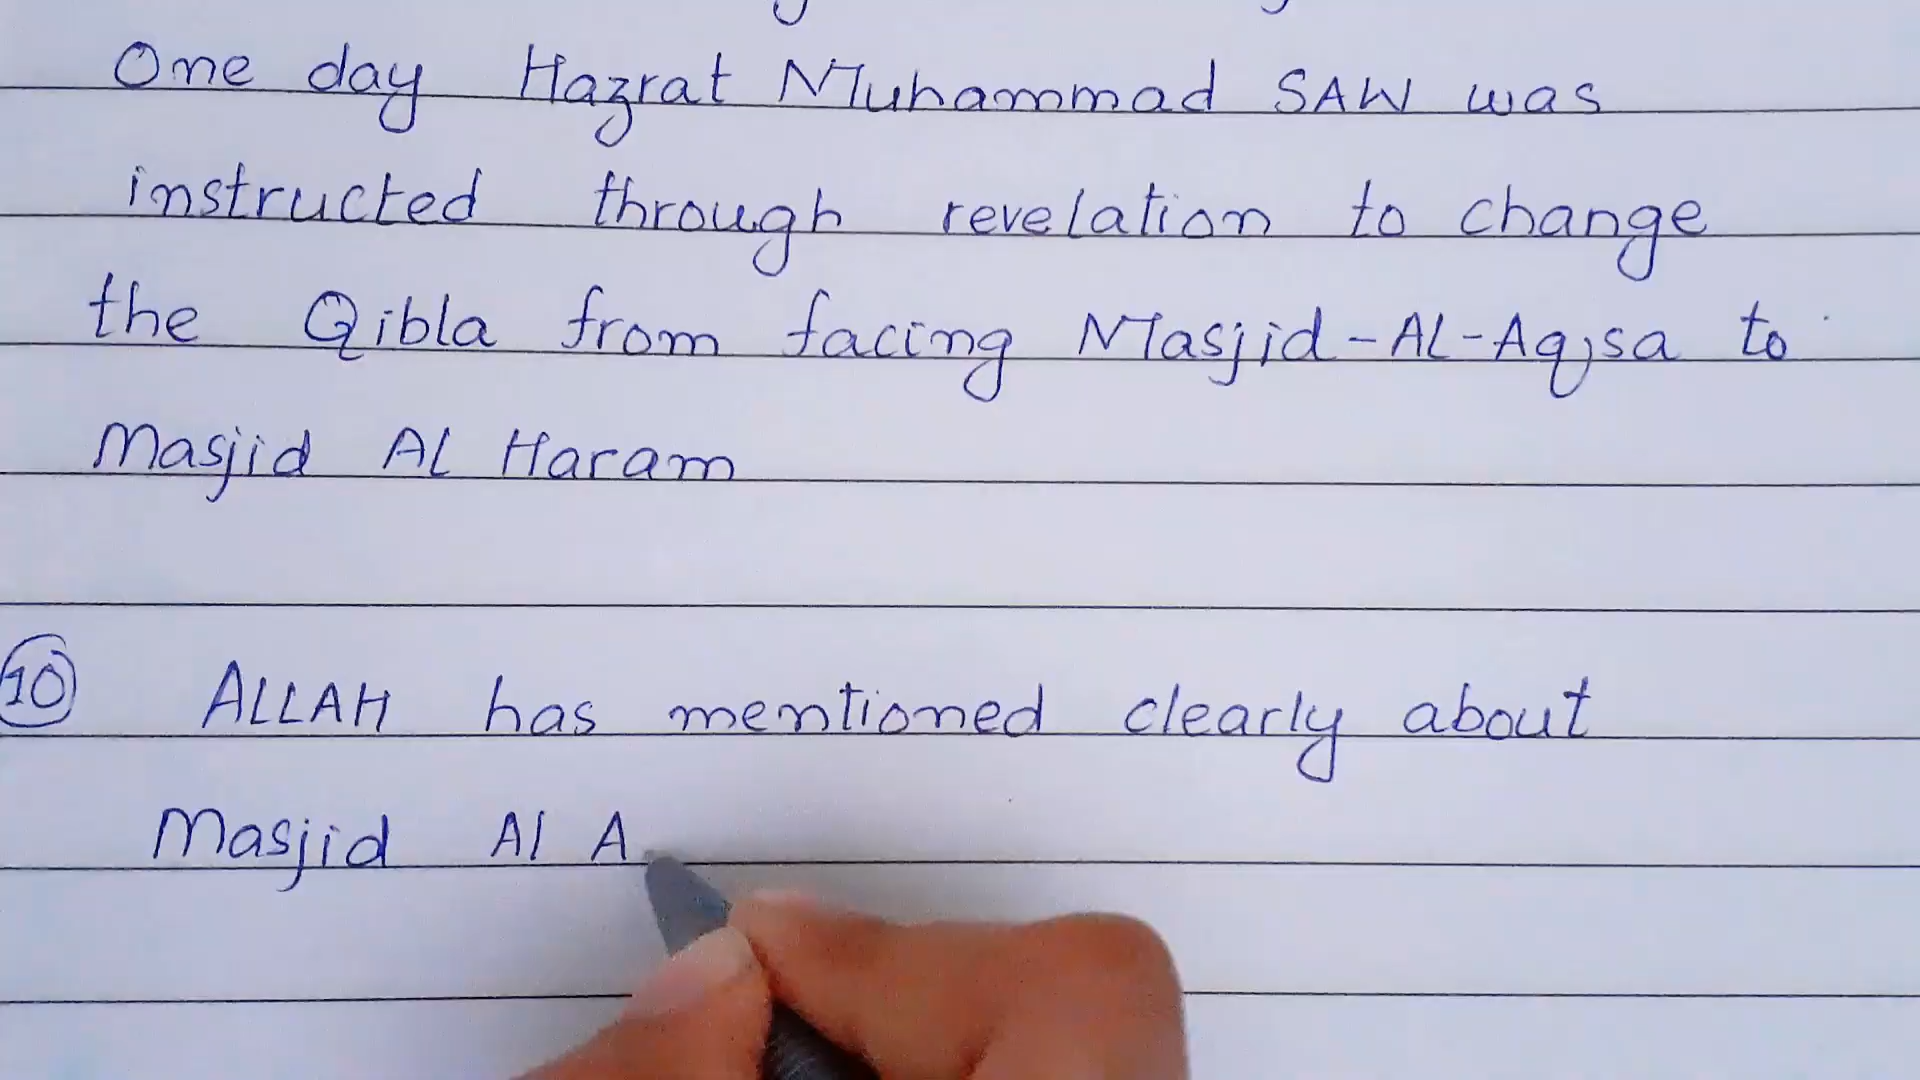 One day Hazrat Muhammad SAW was
instructed through revelation to change
the Qibla from facing Masjid-AL-Aqsa to
Masjid AL Haram
10 ALLAH has mentioned clearly about
Masjid Al A